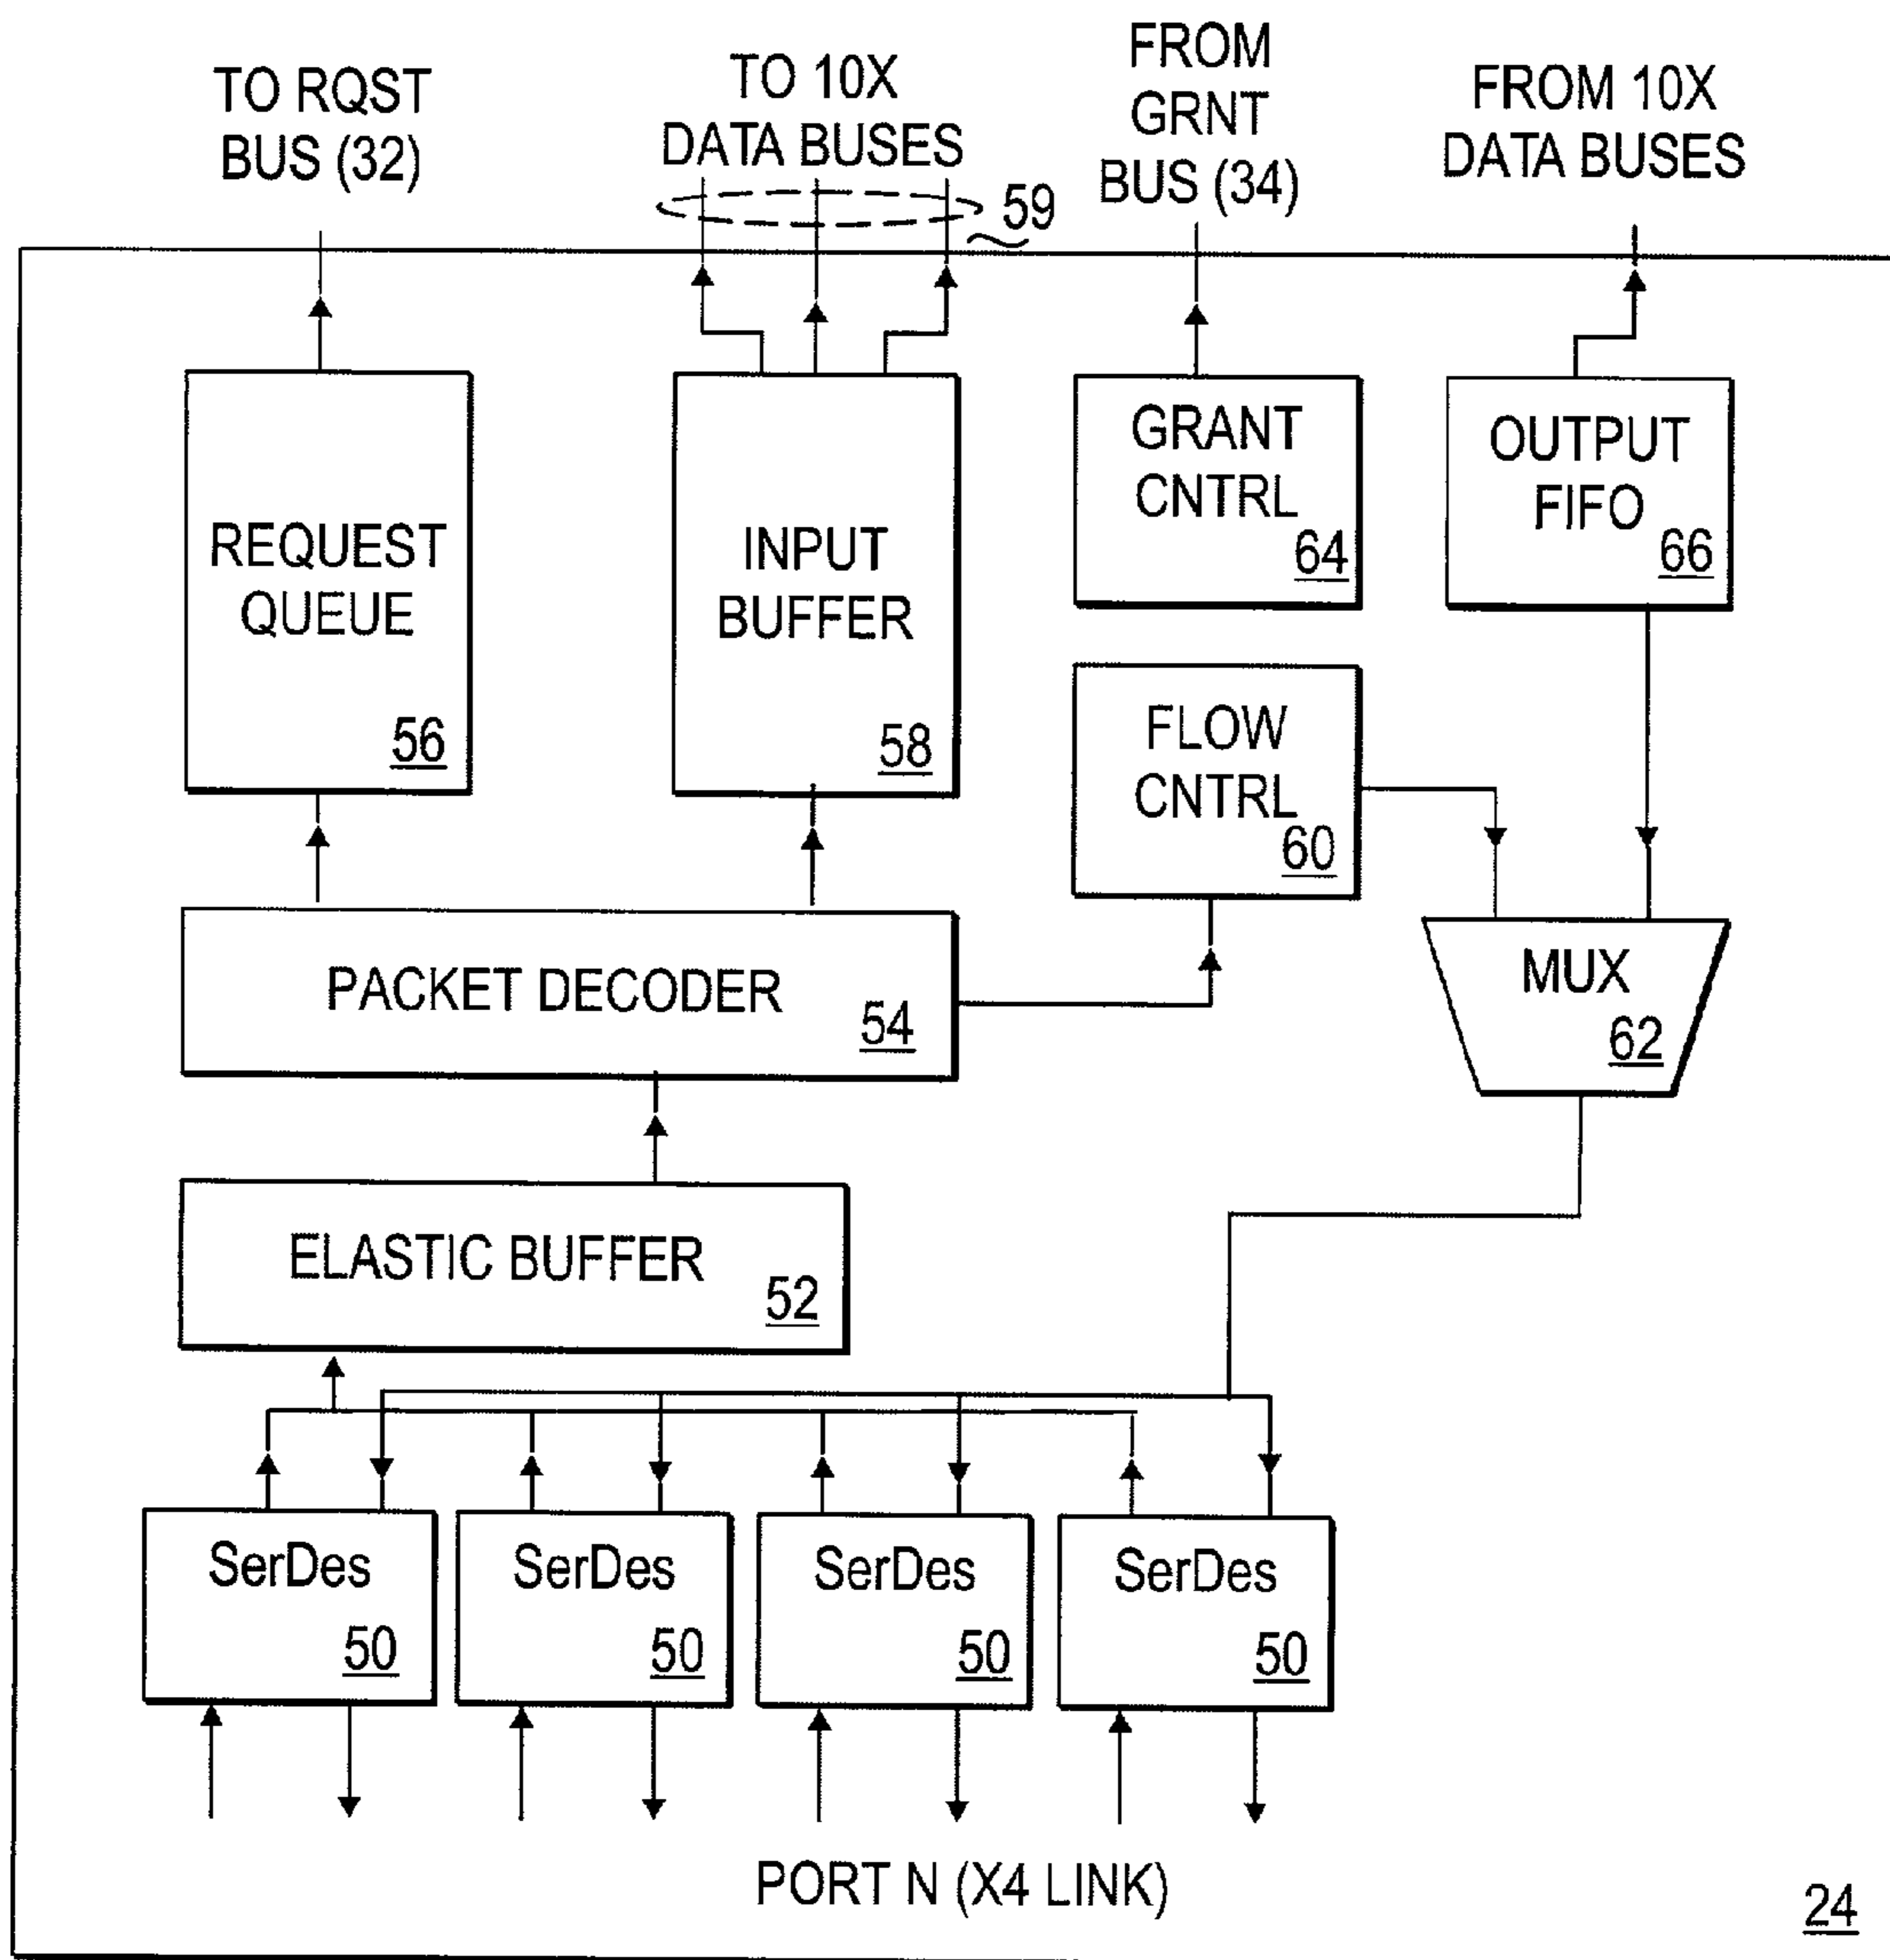 TO RQST
BUS (32)
TO 10X
DATA BUSES
FROM
GRNT
BUS (34)
FROM 10X
DATA BUSES
59
REQUEST
QUEUE
56
INPUT
BUFFER
58
GRANT
CNTRL
64
OUTPUT
FIFO
66
FLOW
CNTRL
60
PACKET DECODER
54
MUX
62
ELASTIC BUFFER
52
SerDes
50
SerDes
50
SerDes
50
SerDes
50
PORT N (X4 LINK)
24